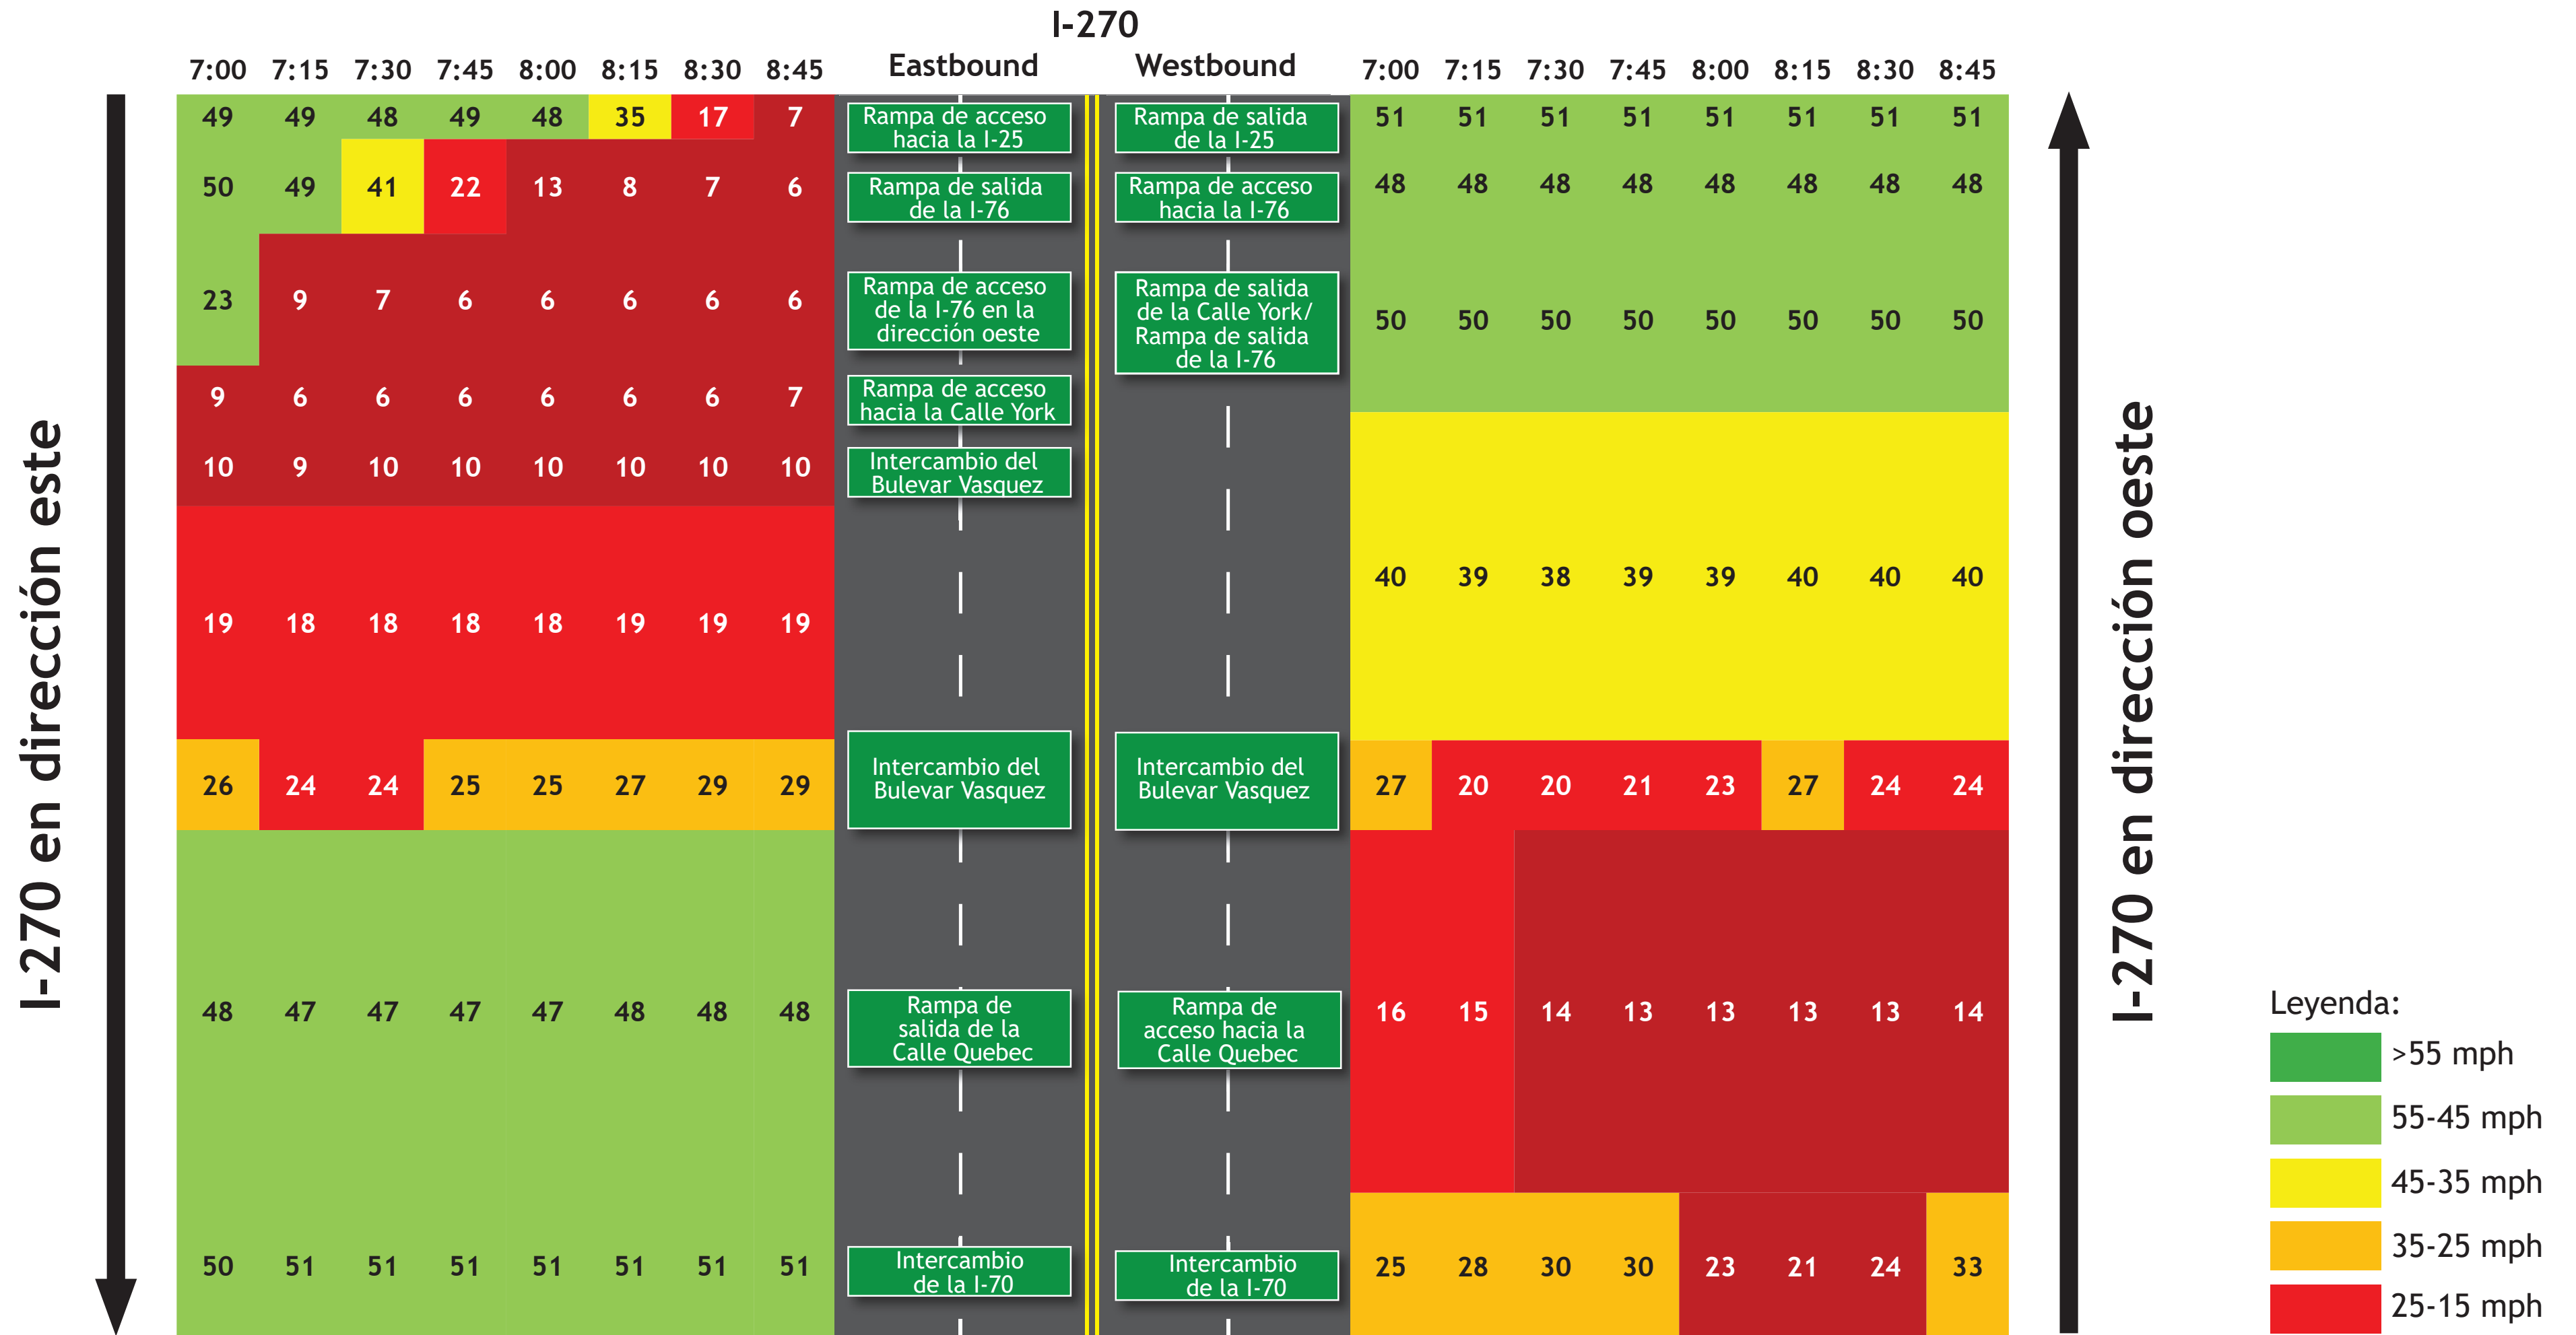 I-270
Eastbound Westbound
7:00 7:15 7:30 7:45 8:00 8:15 8:30 8:45
7:00 7:15 7:30 7:45 8:00 8:15 8:30 8:45
I-270 en dirección este
49 49 48 49 48 35 17 7
50 49 41 22 13 8 7 6
23 9 7 6 6 6 6 6
9 6 6 6 6 6 6 7
10 9 10 10 10 10 10 10
19 18 18 18 18 19 19 19
26 24 24 25 25 27 29 29
48 47 47 47 47 48 48 48
50 51 51 51 51 51 51 51
Rampa de acceso
hacia la I-25
Rampa de salida
de la I-76
Rampa de acceso
de la I-76 en la
dirección oeste
Rampa de acceso
hacia la Calle York
Intercambio del
Bulevar Vasquez
Intercambio del
Bulevar Vasquez
Rampa de
salida de la
Calle Quebec
Intercambio
de la I-70
Rampa de salida
de la I-25
Rampa de acceso
hacia la I-76
Rampa de salida
de la Calle York/
Rampa de salida
de la I-76
Intercambio del
Bulevar Vasquez
Rampa de
acceso hacia la
Calle Quebec
Intercambio
de la I-70
51 51 51 51 51 51 51 51
48 48 48 48 48 48 48 48
50 50 50 50 50 50 50 50
40 39 38 39 39 40 40 40
27 20 20 21 23 27 24 24
16 15 14 13 13 13 13 14
25 28 30 30 23 21 24 33
I-270 en dirección oeste
Leyenda:
>55 mph
55-45 mph
45-35 mph
35-25 mph
25-15 mph